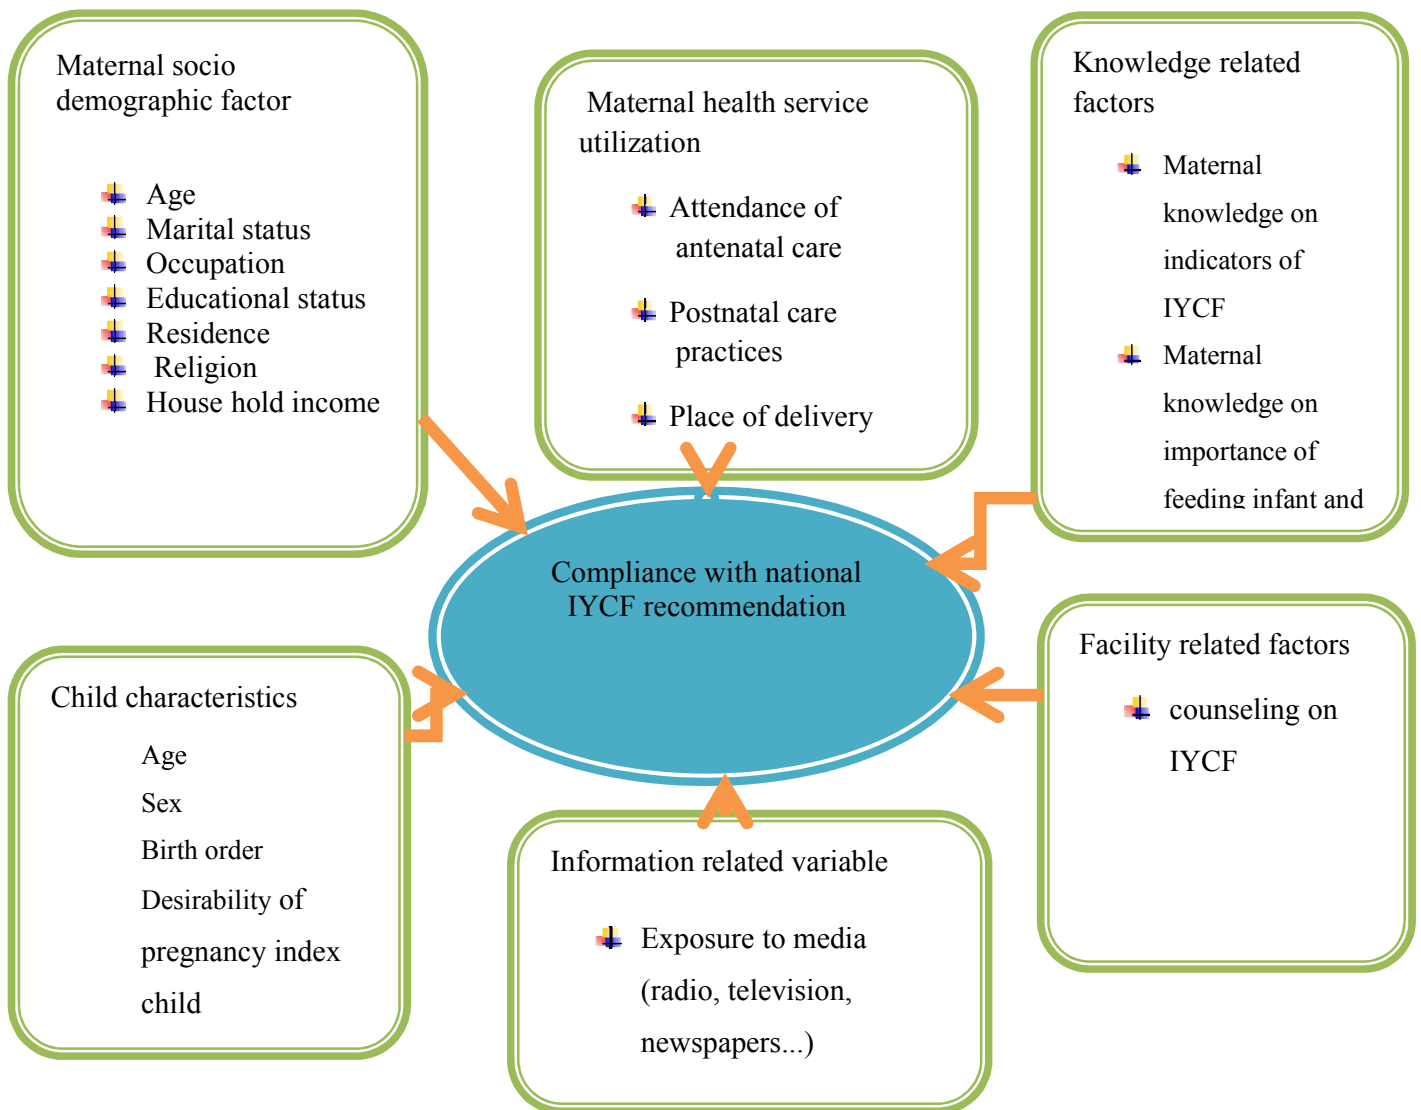 Maternal socio
demographic factor
Age
Marital status
Occupation
Educational status
Residence
Religion
House hold income
Maternal health service
utilization
Attendance of
antenatal care
Postnatal care
practices
Place of delivery
Knowledge related
factors
Maternal
knowledge on
indicators of
IYCF
Maternal
knowledge on
importance of
feeding infant and
Compliance with national
IYCF recommendation
Child characteristics
Age
Sex
Birth order
Desirability of
pregnancy index
child
Information related variable
Exposure to media
(radio, television,
newspapers...)
Facility related factors
counseling on
IYCF